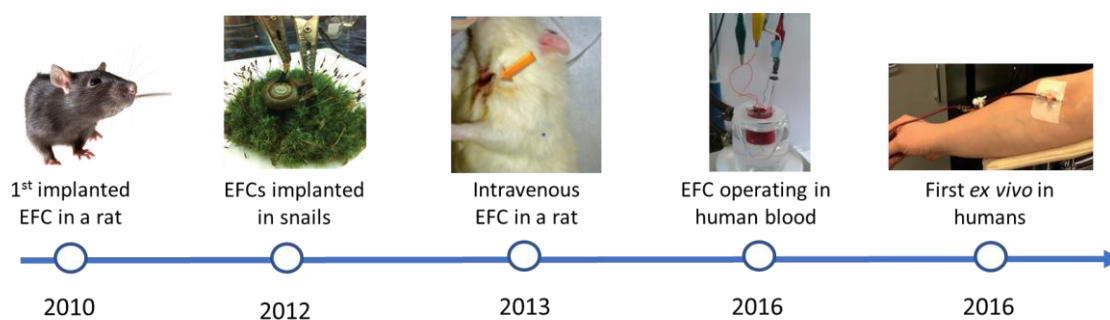 1st implanted
EFC in a rat
EFCs implanted
in snails
Intravenous
EFC in a rat
EFC operating in
human blood
First ex vivo in
humans
2010
2012
2013
2016
2016